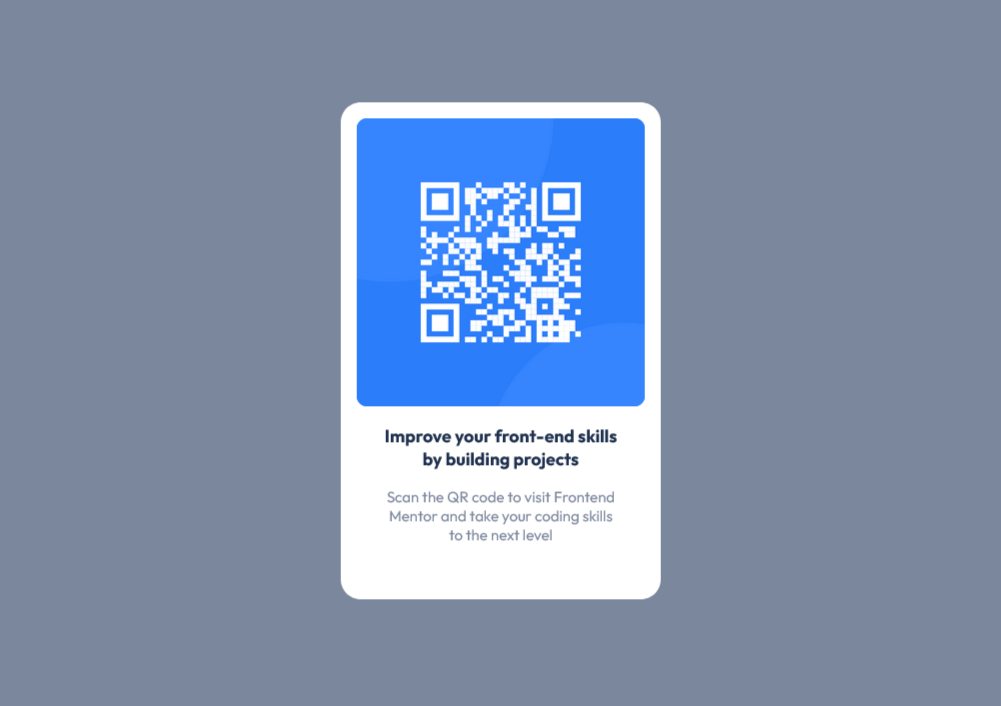 Improve your front-end skills
by building projects
Scan the QR code to visit Frontend
Mentor and take your coding skills
to the next level